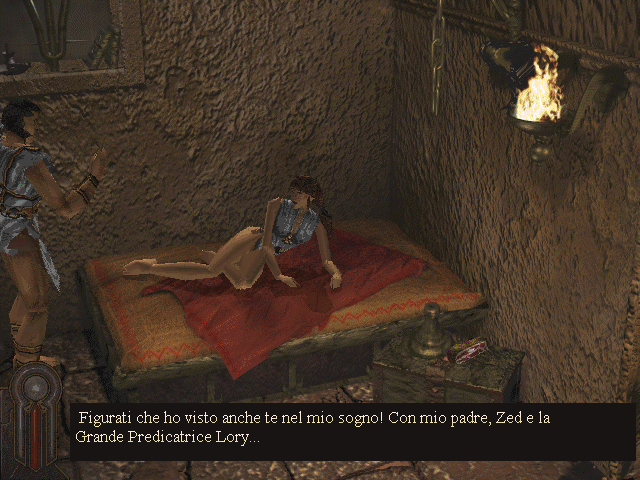 Figurati che ho visto anche te nel mio sogno! Con mio padre, Zed e la
Grande Predicatrice Lory...